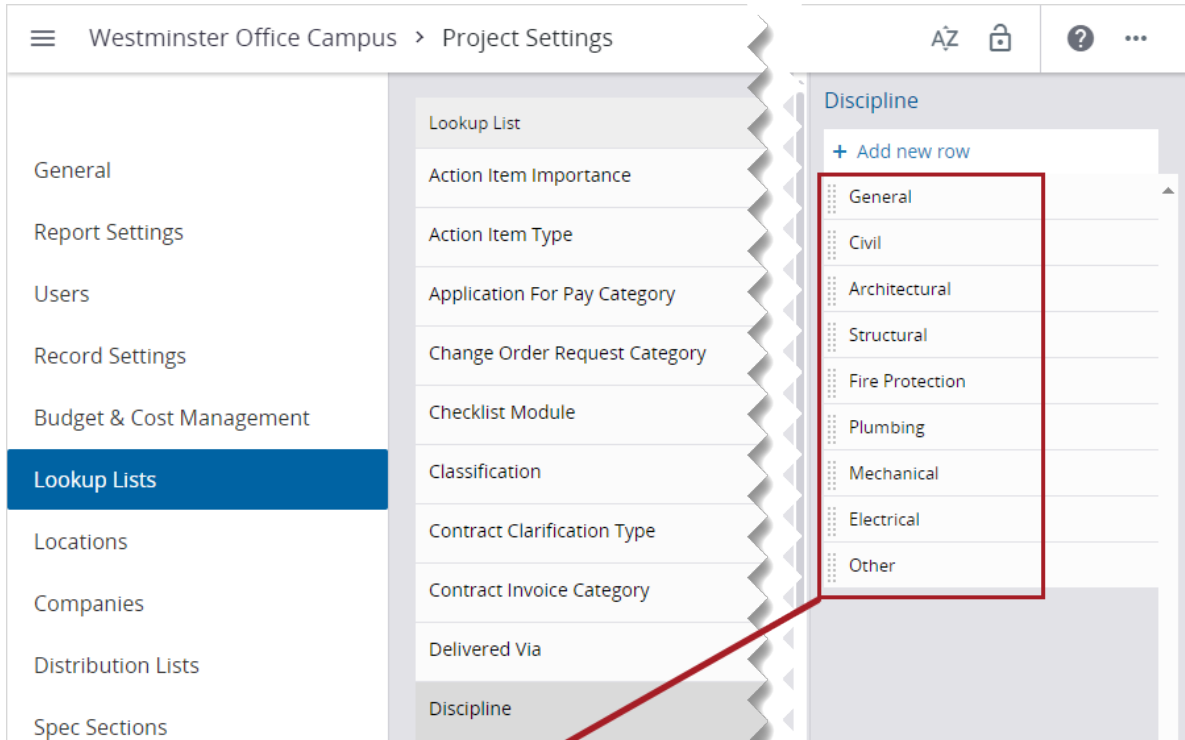 Westminster Office Campus > Project Settings
AZ
?
General
Report Settings
Users
Record Settings
Budget & Cost Management
Lookup Lists
Locations
Companies
Distribution Lists
Spec Sections
Lookup List
Action Item Importance
Action Item Type
Application For Pay Category
Change Order Request Category
Checklist Module
Classification
Contract Clarification Type
Contract Invoice Category
Delivered Via
Discipline
Discipline
+ Add new row
General
Civil
Architectural
Structural
Fire Protection
Plumbing
Mechanical
Electrical
Other